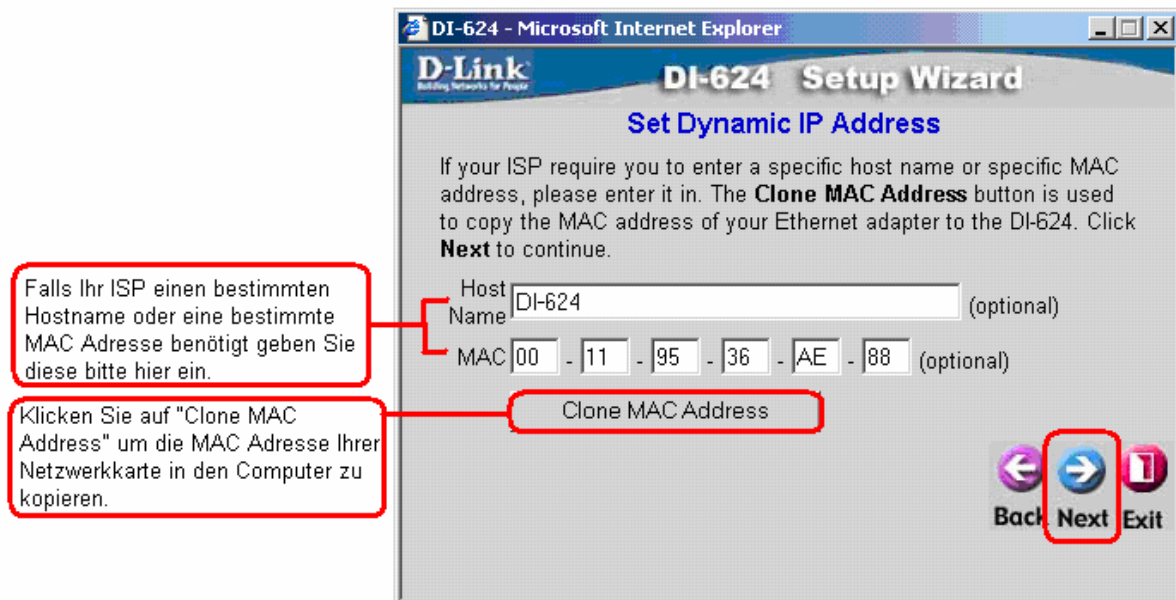 DI-624 - Microsoft Internet Explorer
D-Link
Building Networks for People
DI-624 Setup Wizard
Set Dynamic IP Address
If your ISP require you to enter a specific host name or specific MAC
address, please enter it in. The Clone MAC Address button is used
to copy the MAC address of your Ethernet adapter to the DI-624. Click
Next to continue.
Falls Ihr ISP einen bestimmten
Hostname oder eine bestimmte
MAC Adresse benötigt geben Sie
diese bitte hier ein.
Host
Name DI-624 (optional)
MAC 00 - 11 - 95 - 36 - AE - 88 (optional)
Klicken Sie auf "Clone MAC
Address" um die MAC Adresse Ihrer
Netzwerkkarte in den Computer zu
kopieren.
Clone MAC Address
Back Next Exit